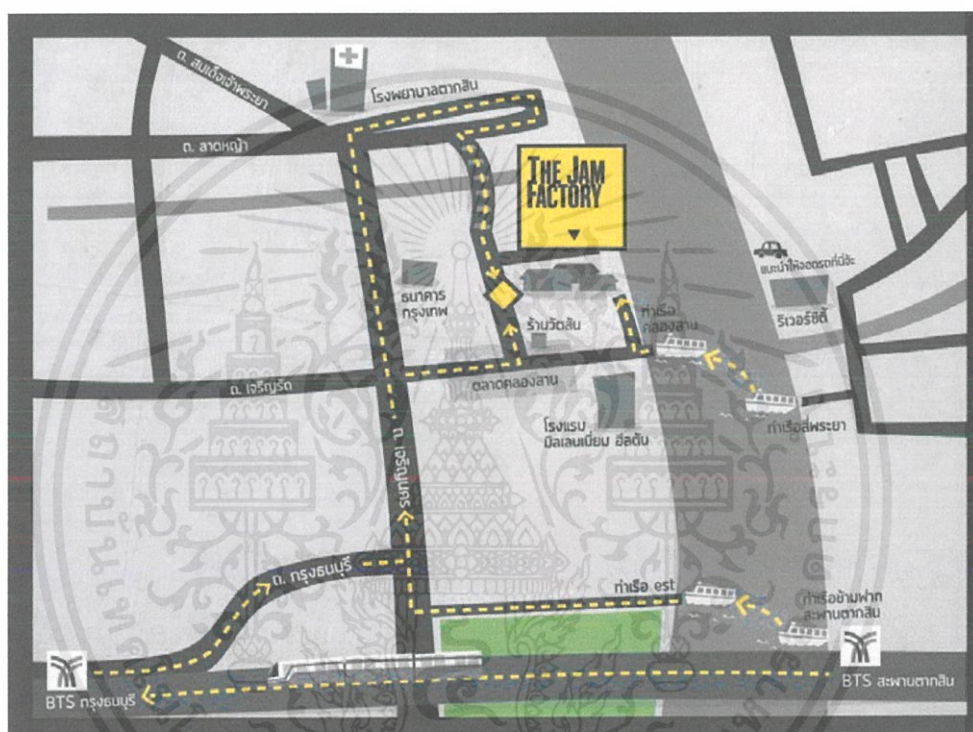 ถ. สมเด็จเจ้าพระยา
โรงพยาบาลตากสิน
ถ. ลาดหญ้า
THE JAM
FACTORY
แนะนำให้จอดรถที่นี่จ้ะ
ริเวอร์ซิตี้
ธนาคาร
กรุงเทพ
ร้านวัตสัน
ท่าเรือ
คลองสาน
ถ. เจริญรัถ
ตลาดคลองสาน
โรงแรม
มิลเลนเนี่ยม ฮิลตัน
ท่าเรือสี่พระยา
ถ. เจริญนคร
ถ. กรุงธนบุรี
ท่าเรือ est
ท่าเรือข้ามฟาก
สะพานตากสิน
BTS กรุงธนบุรี
BTS สะพานตากสิน